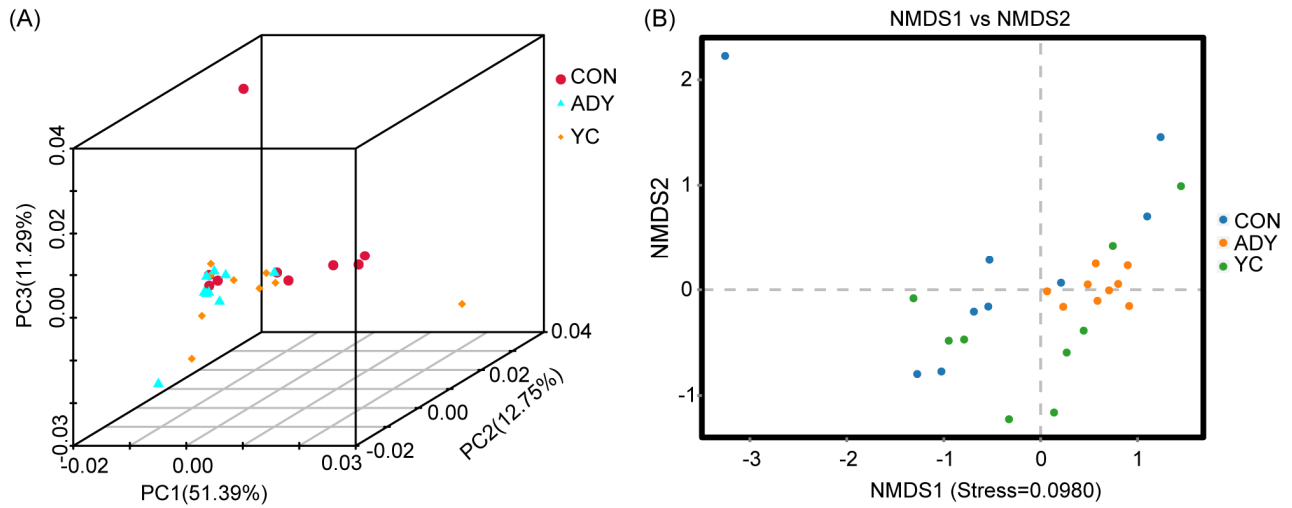 (A)
CON
ADY
YC
0.04
0.02
0.00
-0.03
PC3(11.29%)
-0.02
0.00
0.03
PC1(51.39%)
-0.02
0.00
0.02
0.04
PC2(12.75%)
(B)
NMDS1 vs NMDS2
2
1
0
-1
NMDS2
-3
-2
-1
0
1
NMDS1 (Stress=0.0980)
CON
ADY
YC